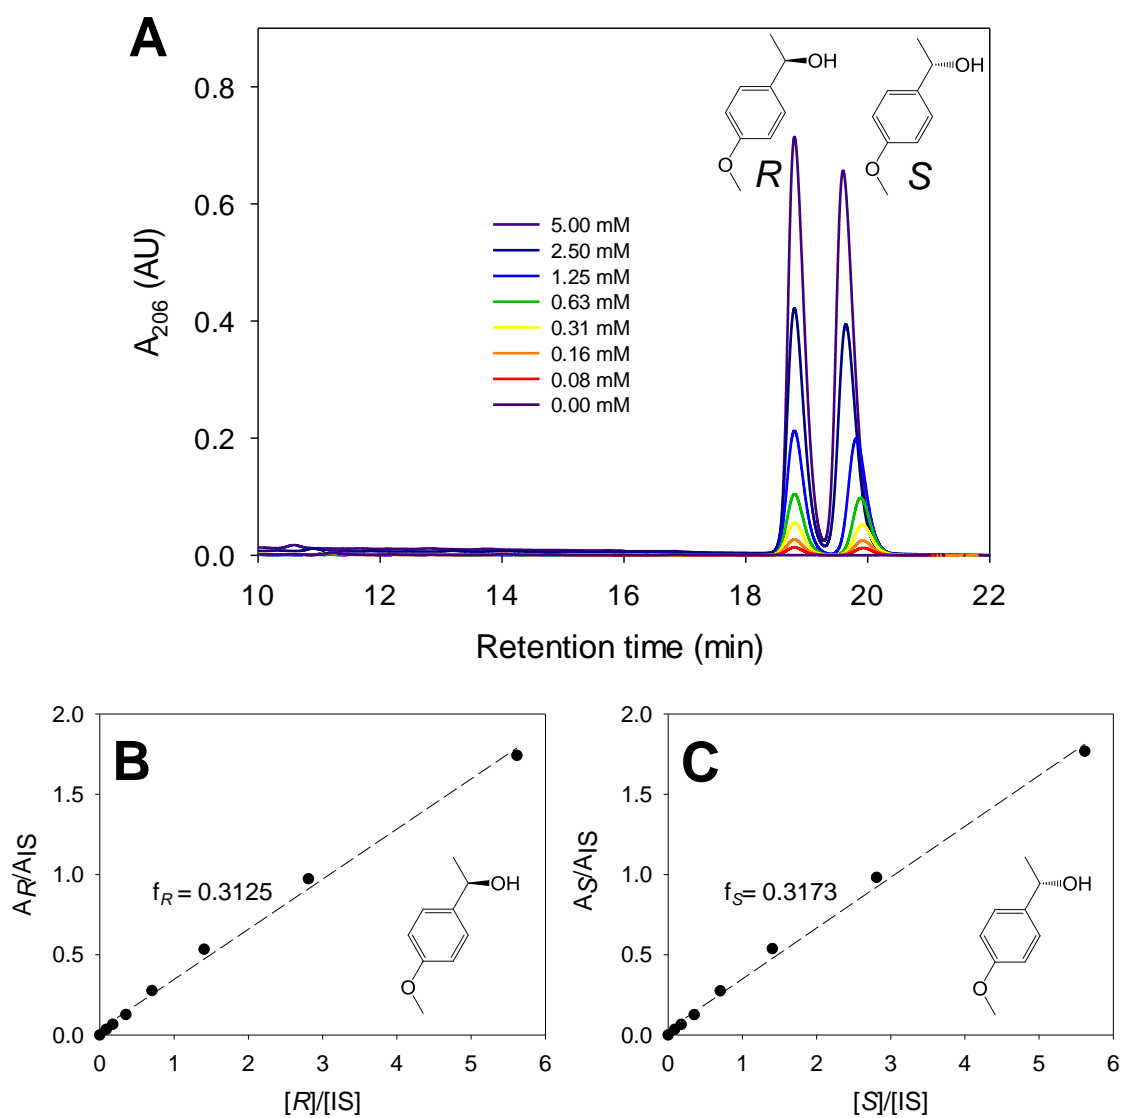 A
0.8
0.6
0.4
0.2
0.0
A206 (AU)
OH
O
R
OH
O
S
5.00 mM
2.50 mM
1.25 mM
0.63 mM
0.31 mM
0.16 mM
0.08 mM
0.00 mM
10 12 14 16 18 20 22
Retention time (min)
B
2.0
1.5
1.0
0.5
0.0
AR/AIS
fR = 0.3125
OH
O
0 1 2 3 4 5 6
[R]/[IS]
C
2.0
1.5
1.0
0.5
0.0
AS/AIS
fS= 0.3173
OH
O
0 1 2 3 4 5 6
[S]/[IS]